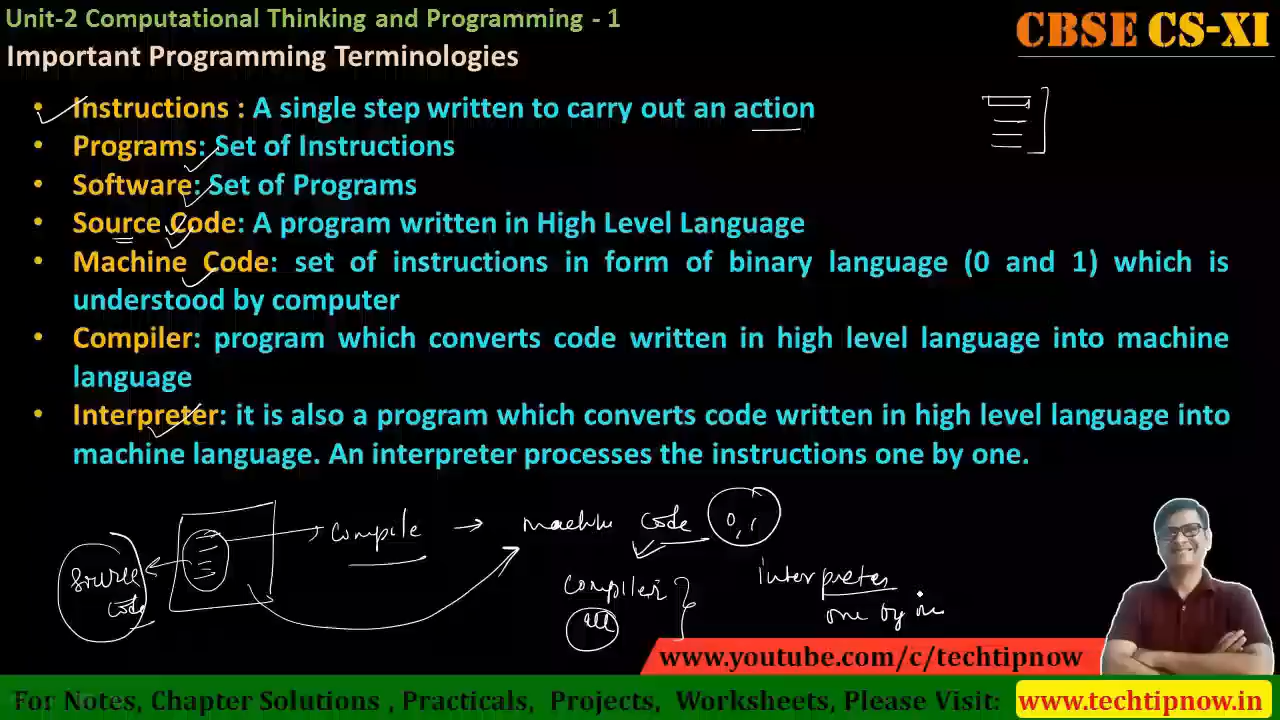 Unit-2 Computational Thinking and Programming - 1
CBSE CS-XI
Important Programming Terminologies
• Instructions : A single step written to carry out an action
• Programs: Set of Instructions
• Software: Set of Programs
• Source Code: A program written in High Level Language
• Machine Code: set of instructions in form of binary language (0 and 1) which is
understood by computer
• Compiler: program which converts code written in high level language into machine
language
• Interpreter: it is also a program which converts code written in high level language into
machine language. An interpreter processes the instructions one by one.
Source
code
Compile
machine code
0, 1
Compiler
all
interpreter
one by one
www.youtube.com/c/techtipnow
For Notes, Chapter Solutions , Practicals, Projects, Worksheets, Please Visit: www.techtipnow.in